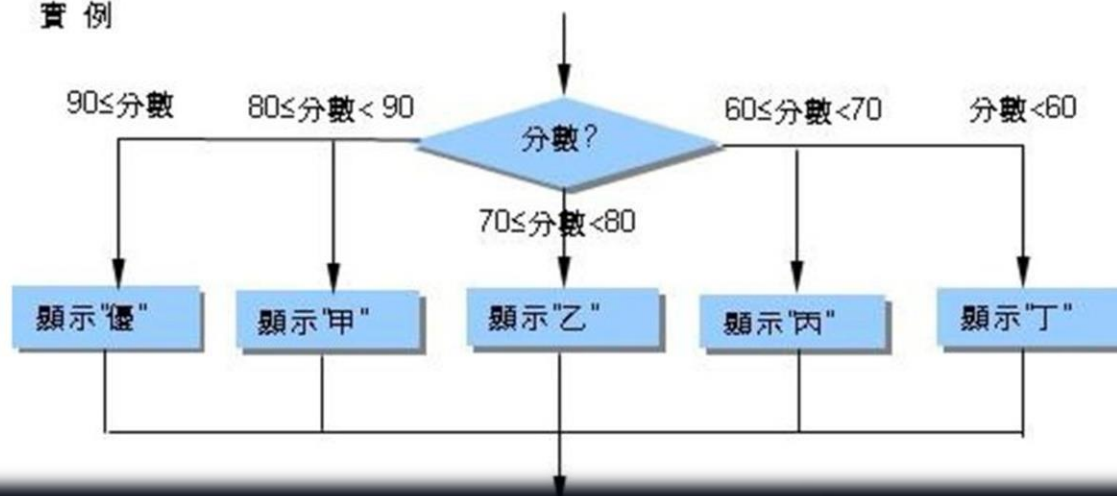 實 例
90≤分數
80≤分數< 90
分數?
60≤分數<70
分數<60
70≤分數<80
顯示"優"
顯示"甲"
顯示"乙"
顯示"丙"
顯示"丁"